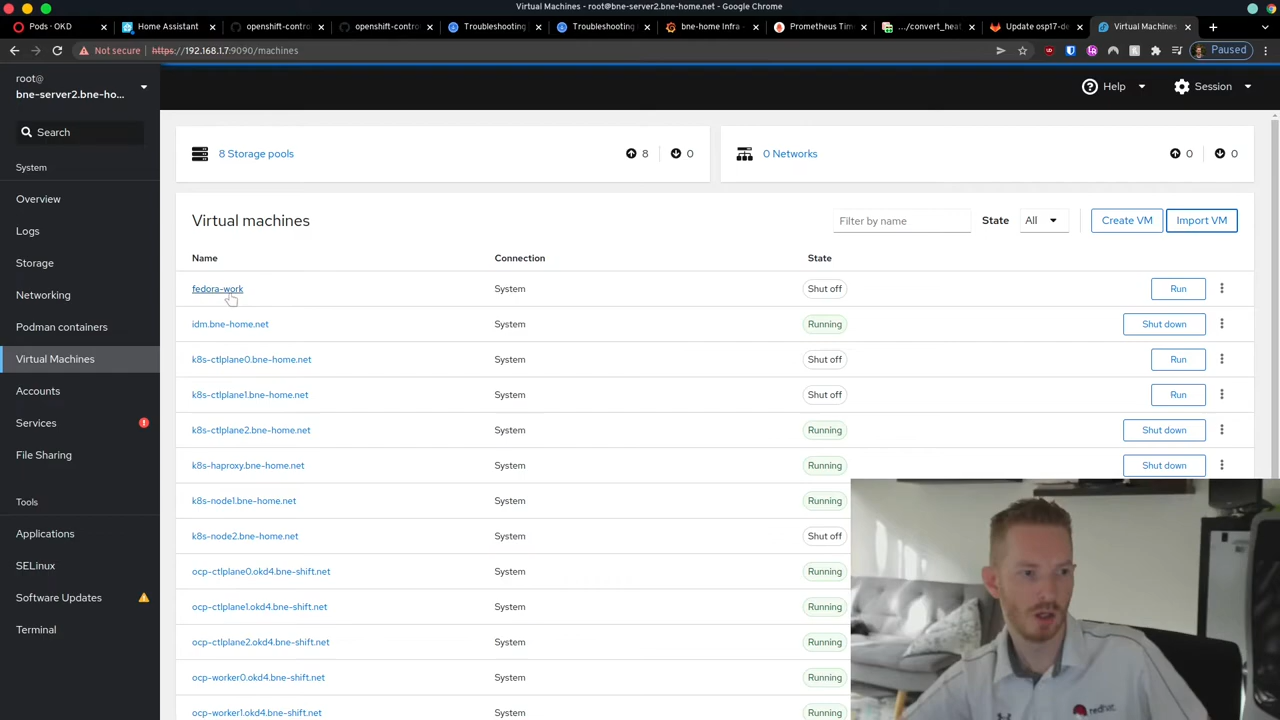 Virtual Machines - root@bne-server2.bne-home.net - Google Chrome
Pods · OKD
Home Assistant
openshift-contro
openshift-contro
Troubleshooting
Troubleshooting
bne-home Infra -
Prometheus Tim
.../convert_heat
Update osp17-de
Virtual Machines
Not secure
https://192.168.1.7:9090/machines
Paused
root@
bne-server2.bne-ho...
Help
Session
Search
System
Overview
Logs
Storage
Networking
Podman containers
Virtual Machines
Accounts
Services
File Sharing
Tools
Applications
SELinux
Software Updates
Terminal
8 Storage pools
8
0
0 Networks
0
0
Virtual machines
Filter by name
State
All
Create VM
Import VM
Name Connection State
fedora-work System Shut off Run
idm.bne-home.net System Running Shut down
k8s-ctlplane0.bne-home.net System Shut off Run
k8s-ctlplane1.bne-home.net System Shut off Run
k8s-ctlplane2.bne-home.net System Running Shut down
k8s-haproxy.bne-home.net System Running Shut down
k8s-node1.bne-home.net System Running
k8s-node2.bne-home.net System Shut off
ocp-ctlplane0.okd4.bne-shift.net System Running
ocp-ctlplane1.okd4.bne-shift.net System Running
ocp-ctlplane2.okd4.bne-shift.net System Running
ocp-worker0.okd4.bne-shift.net System Running
ocp-worker1.okd4.bne-shift.net System Running
redhat